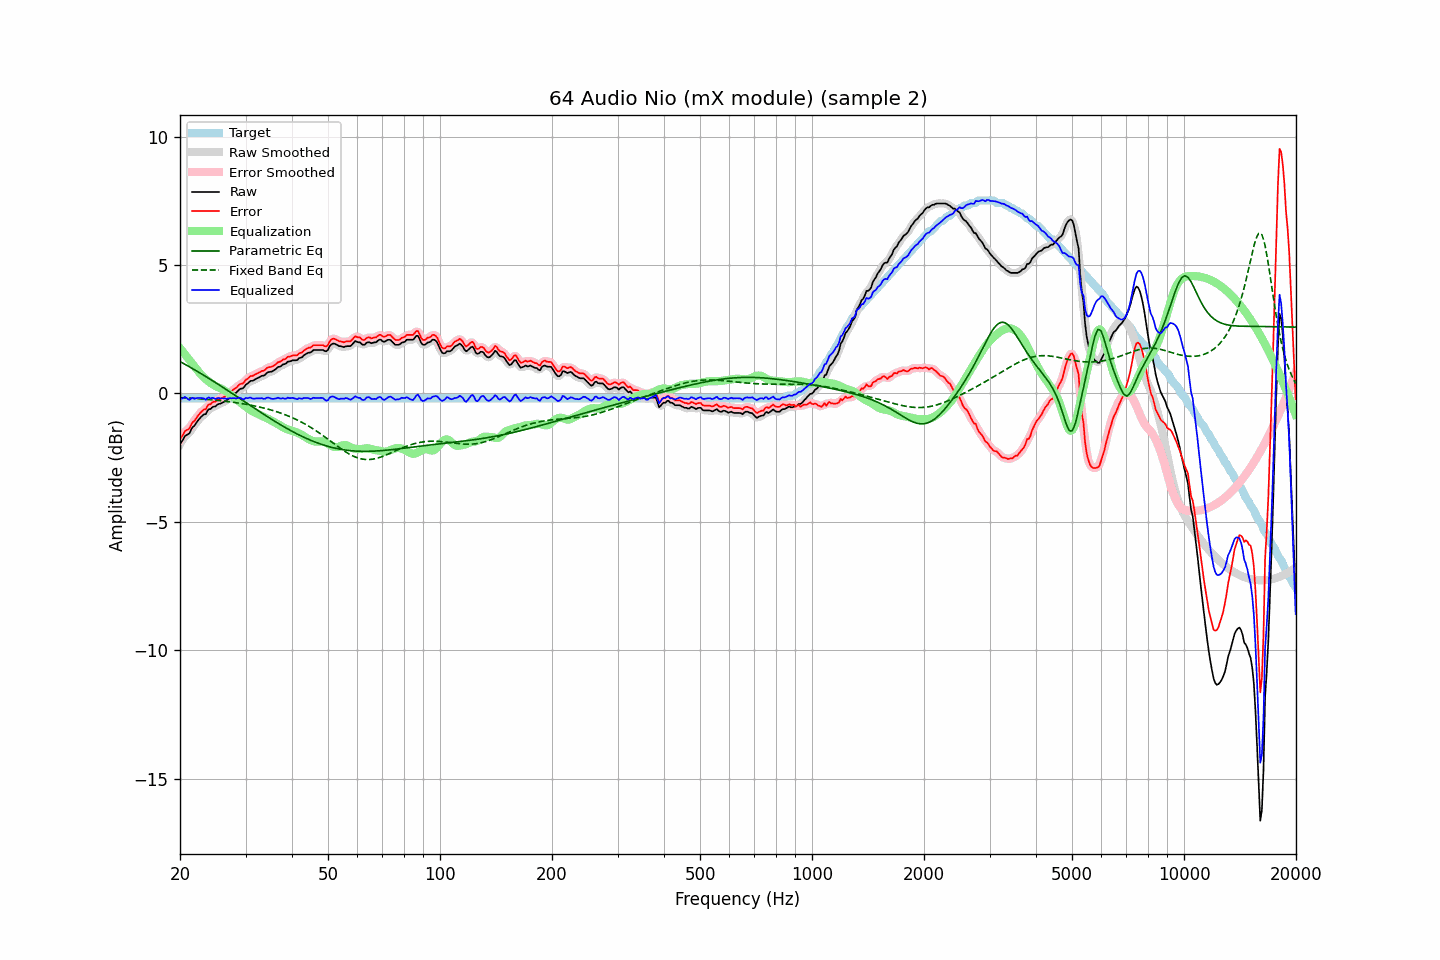 64 Audio Nio (mX module) (sample 2)
Target
Raw Smoothed
Error Smoothed
Raw
Error
Equalization
Parametric Eq
Fixed Band Eq
Equalized
10
5
0
−5
−10
−15
Amplitude (dBr)
20
50
100
200
500
1000
2000
5000
10000
20000
Frequency (Hz)